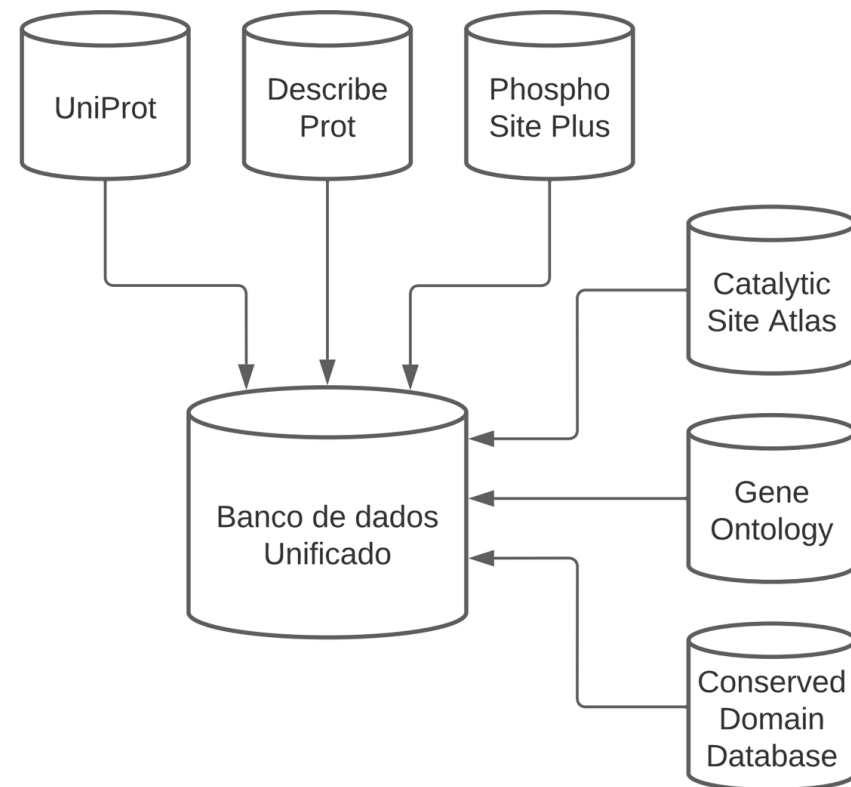 UniProt
Describe
Prot
Phospho
Site Plus
Catalytic
Site Atlas
Banco de dados
Unificado
Gene
Ontology
Conserved
Domain
Database